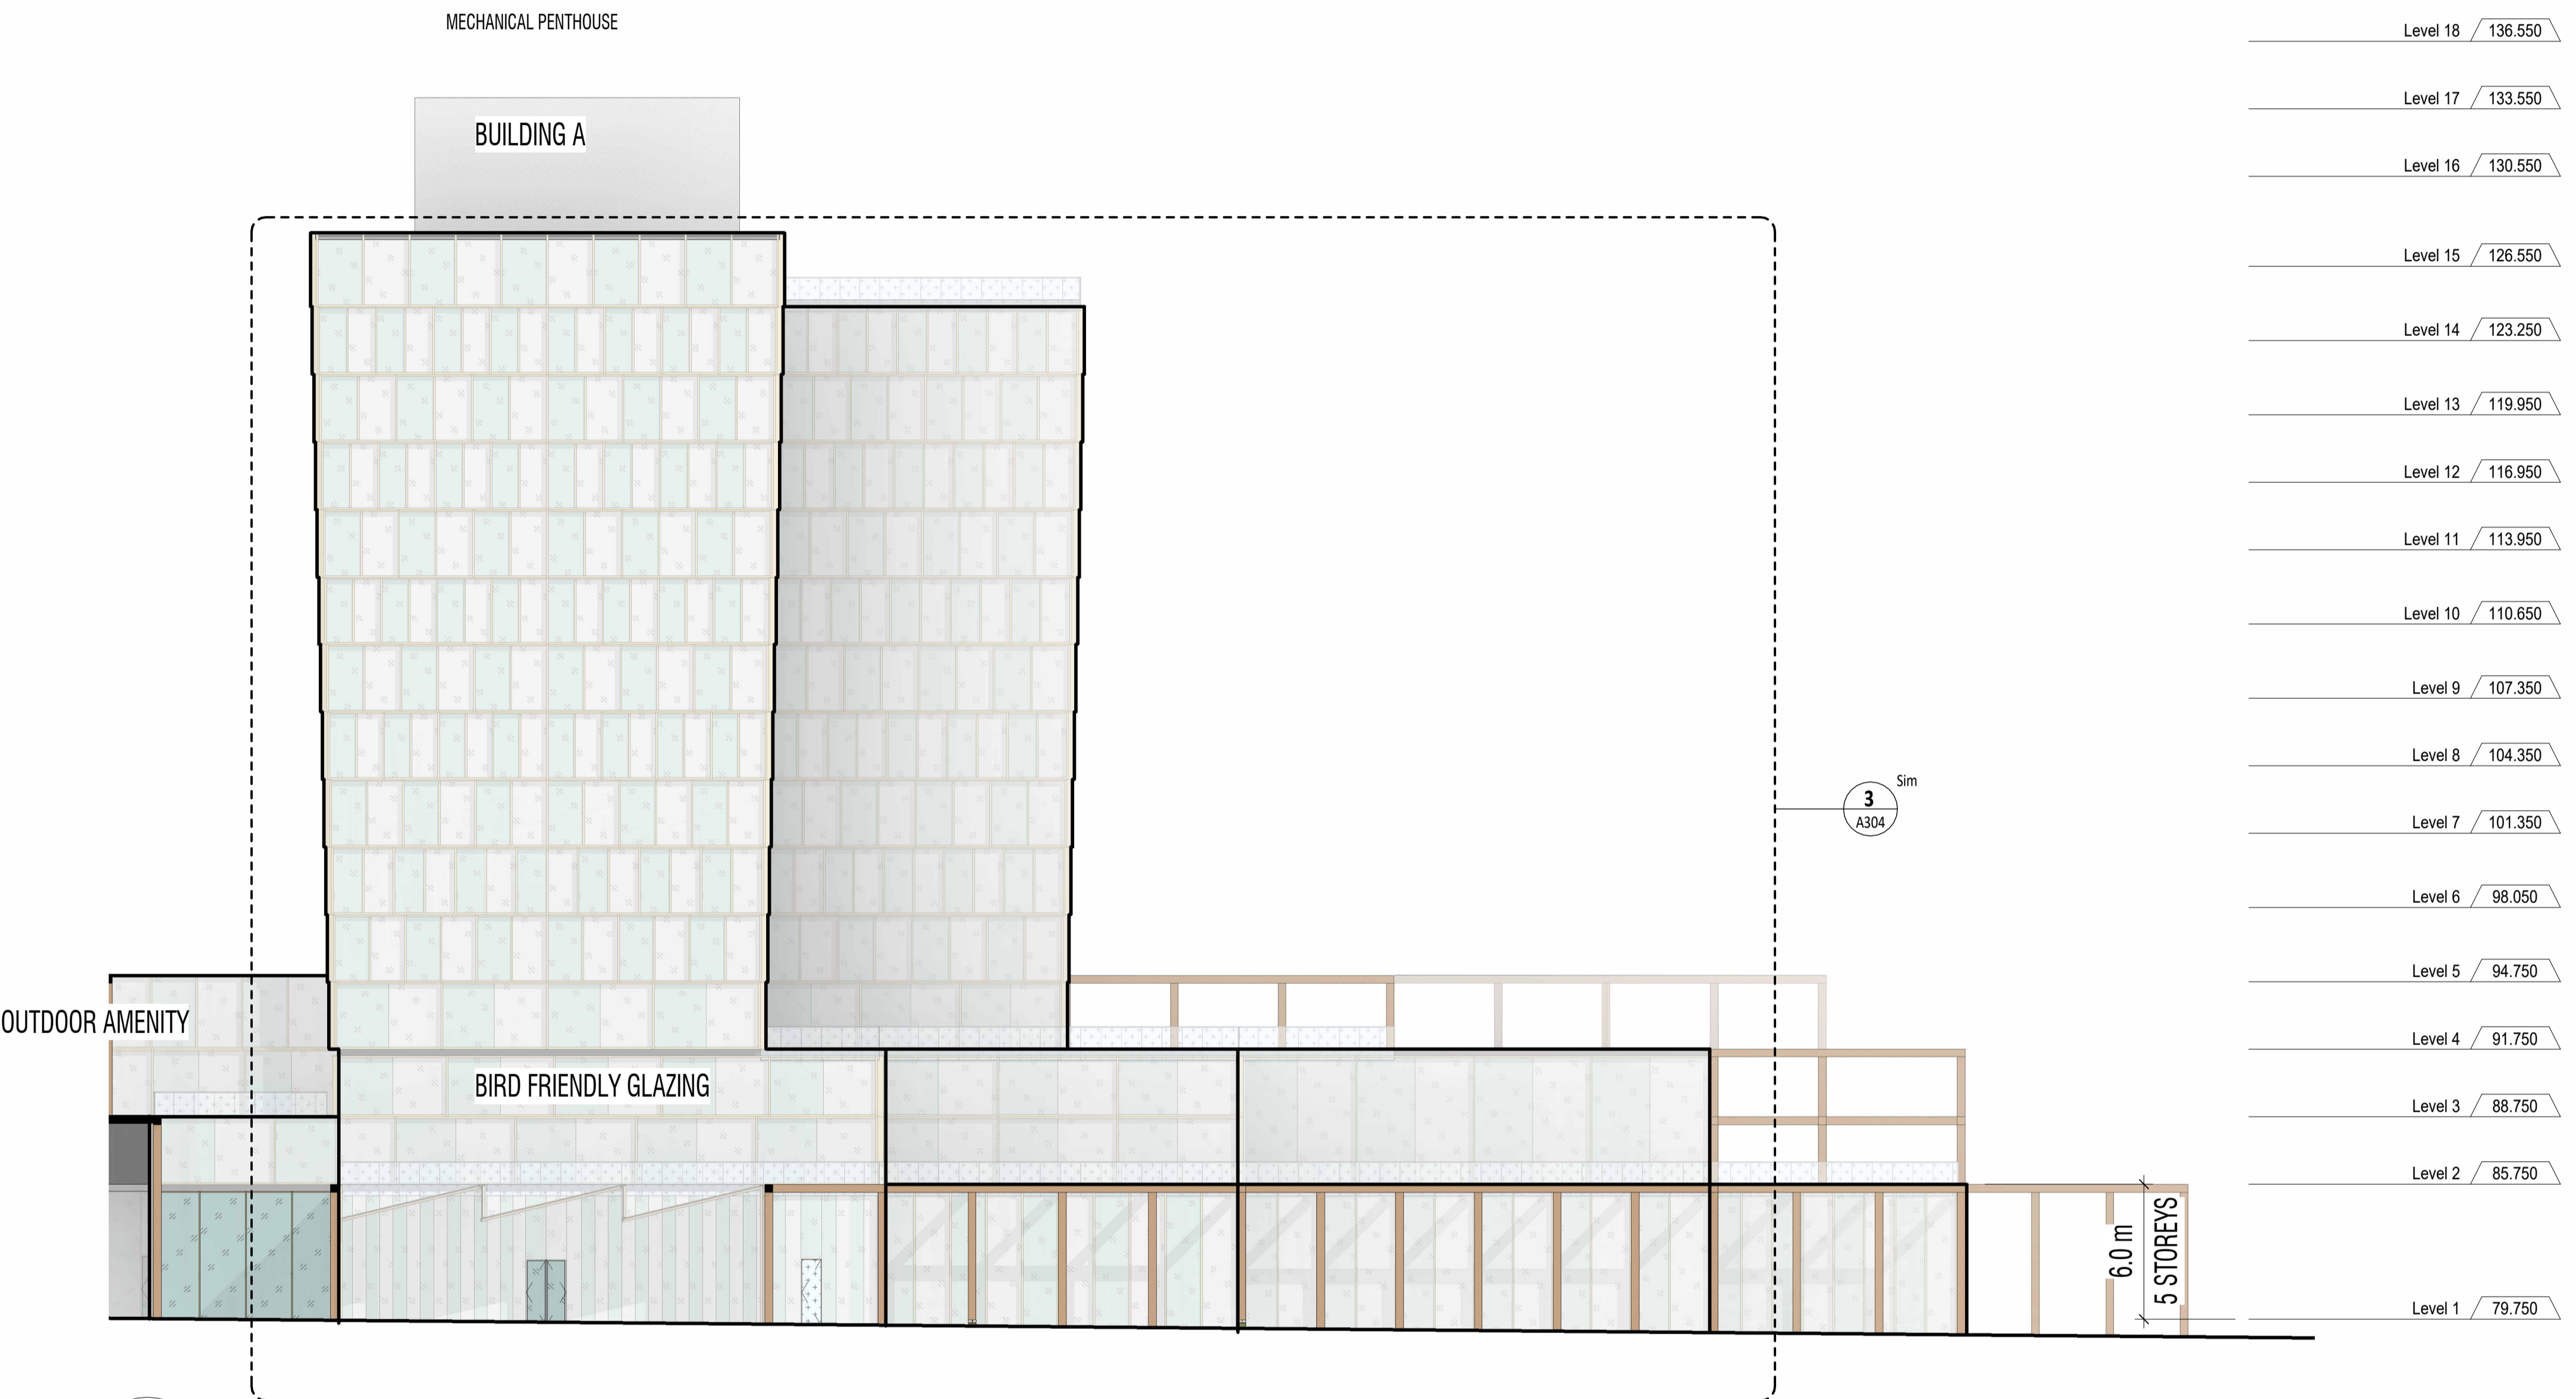 MECHANICAL PENTHOUSE
Level 18 136.550
Level 17 133.550
BUILDING A
Level 16 130.550
Level 15 126.550
Level 14 123.250
Level 13 119.950
Level 12 116.950
Level 11 113.950
Level 10 110.650
Level 9 107.350
Level 8 104.350
Sim
3
A304
Level 7 101.350
Level 6 98.050
Level 5 94.750
OUTDOOR AMENITY
Level 4 91.750
BIRD FRIENDLY GLAZING
Level 3 88.750
Level 2 85.750
6.0 m
5 STOREYS
Level 1 79.750